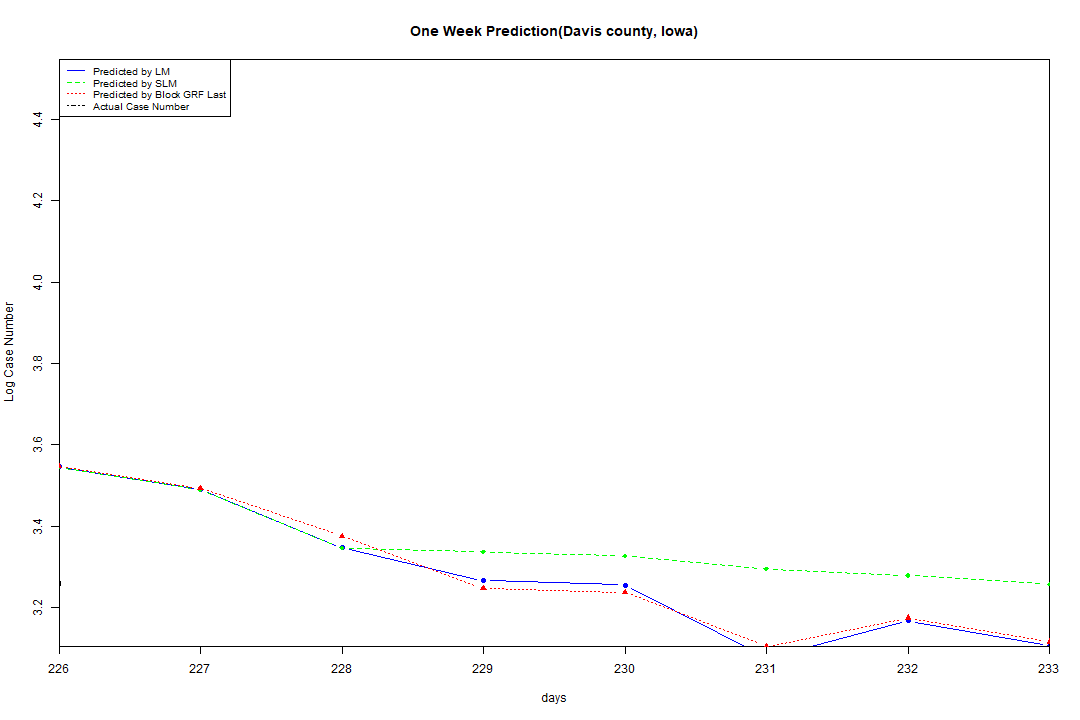 One Week Prediction(Davis county, Iowa)
Predicted by LM
Predicted by SLM
Predicted by Block GRF Last
Actual Case Number
4.4
4.2
4.0
3.8
3.6
3.4
3.2
Log Case Number
226 227 228 229 230 231 232 233
days